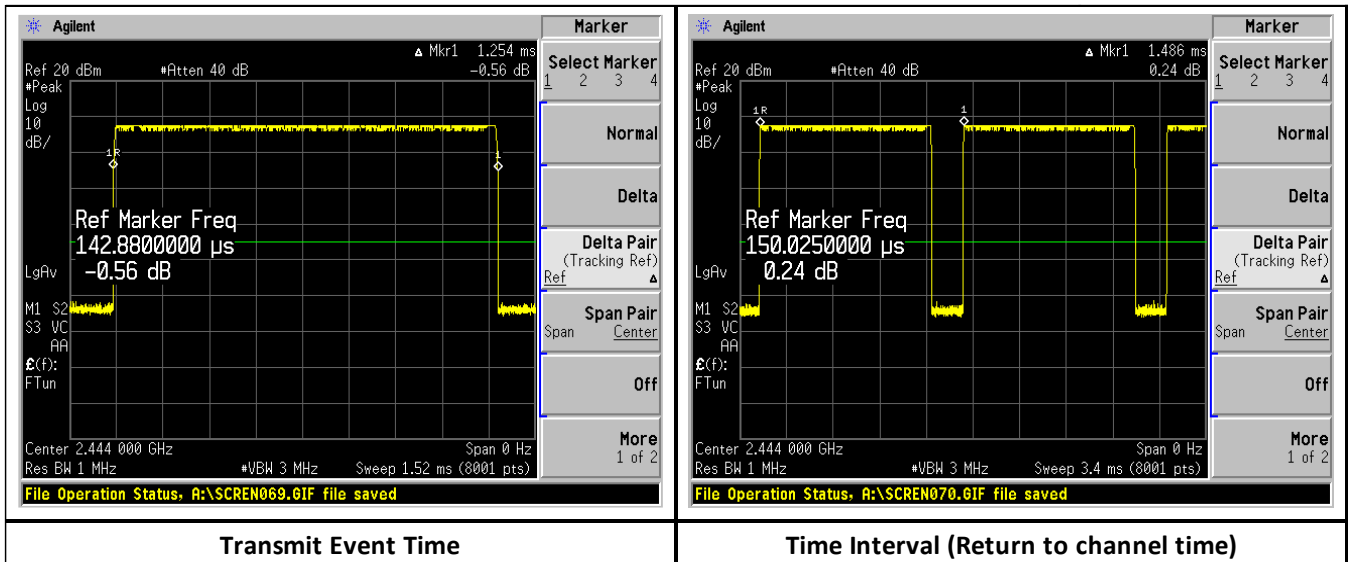 Agilent
Marker
▲ Mkr1 1.254 ms
Ref 20 dBm #Atten 40 dB -0.56 dB
#Peak
Log
10
dB/
1R
1
Ref Marker Freq
142.8800000 µs
-0.56 dB
LgAv
M1 S2
S3 VC
AA
£(f):
FTun
Center 2.444 000 GHz Span 0 Hz
Res BW 1 MHz #VBW 3 MHz Sweep 1.52 ms (8001 pts)
File Operation Status, A:\SCREN069.GIF file saved
Select Marker
1 2 3 4
Normal
Delta
Delta Pair
(Tracking Ref)
Ref ▲
Span Pair
Span Center
Off
More
1 of 2
Transmit Event Time
Agilent
Marker
▲ Mkr1 1.486 ms
Ref 20 dBm #Atten 40 dB 0.24 dB
#Peak
Log
10
dB/
1R
1
Ref Marker Freq
150.0250000 µs
0.24 dB
LgAv
M1 S2
S3 VC
AA
£(f):
FTun
Center 2.444 000 GHz Span 0 Hz
Res BW 1 MHz #VBW 3 MHz Sweep 3.4 ms (8001 pts)
File Operation Status, A:\SCREN070.GIF file saved
Select Marker
1 2 3 4
Normal
Delta
Delta Pair
(Tracking Ref)
Ref ▲
Span Pair
Span Center
Off
More
1 of 2
Time Interval (Return to channel time)